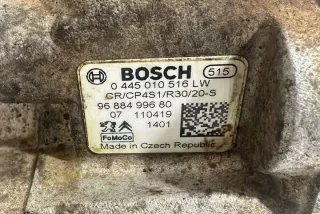 BOSCH 515
0 445 010 516 LW
CR/CP4S1/R30/20-S
96 884 996 80
07 110419
1401
FoMoCo
Made in Czech Republic